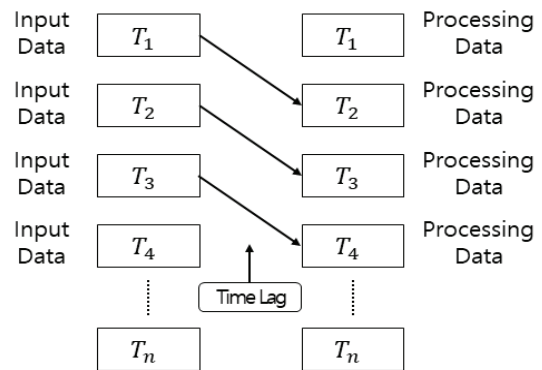 Input
Data
T₁
T₁
Processing
Data
Input
Data
T₂
T₂
Processing
Data
Input
Data
T₃
T₃
Processing
Data
Input
Data
T₄
T₄
Processing
Data
Time Lag
Tₙ
Tₙ